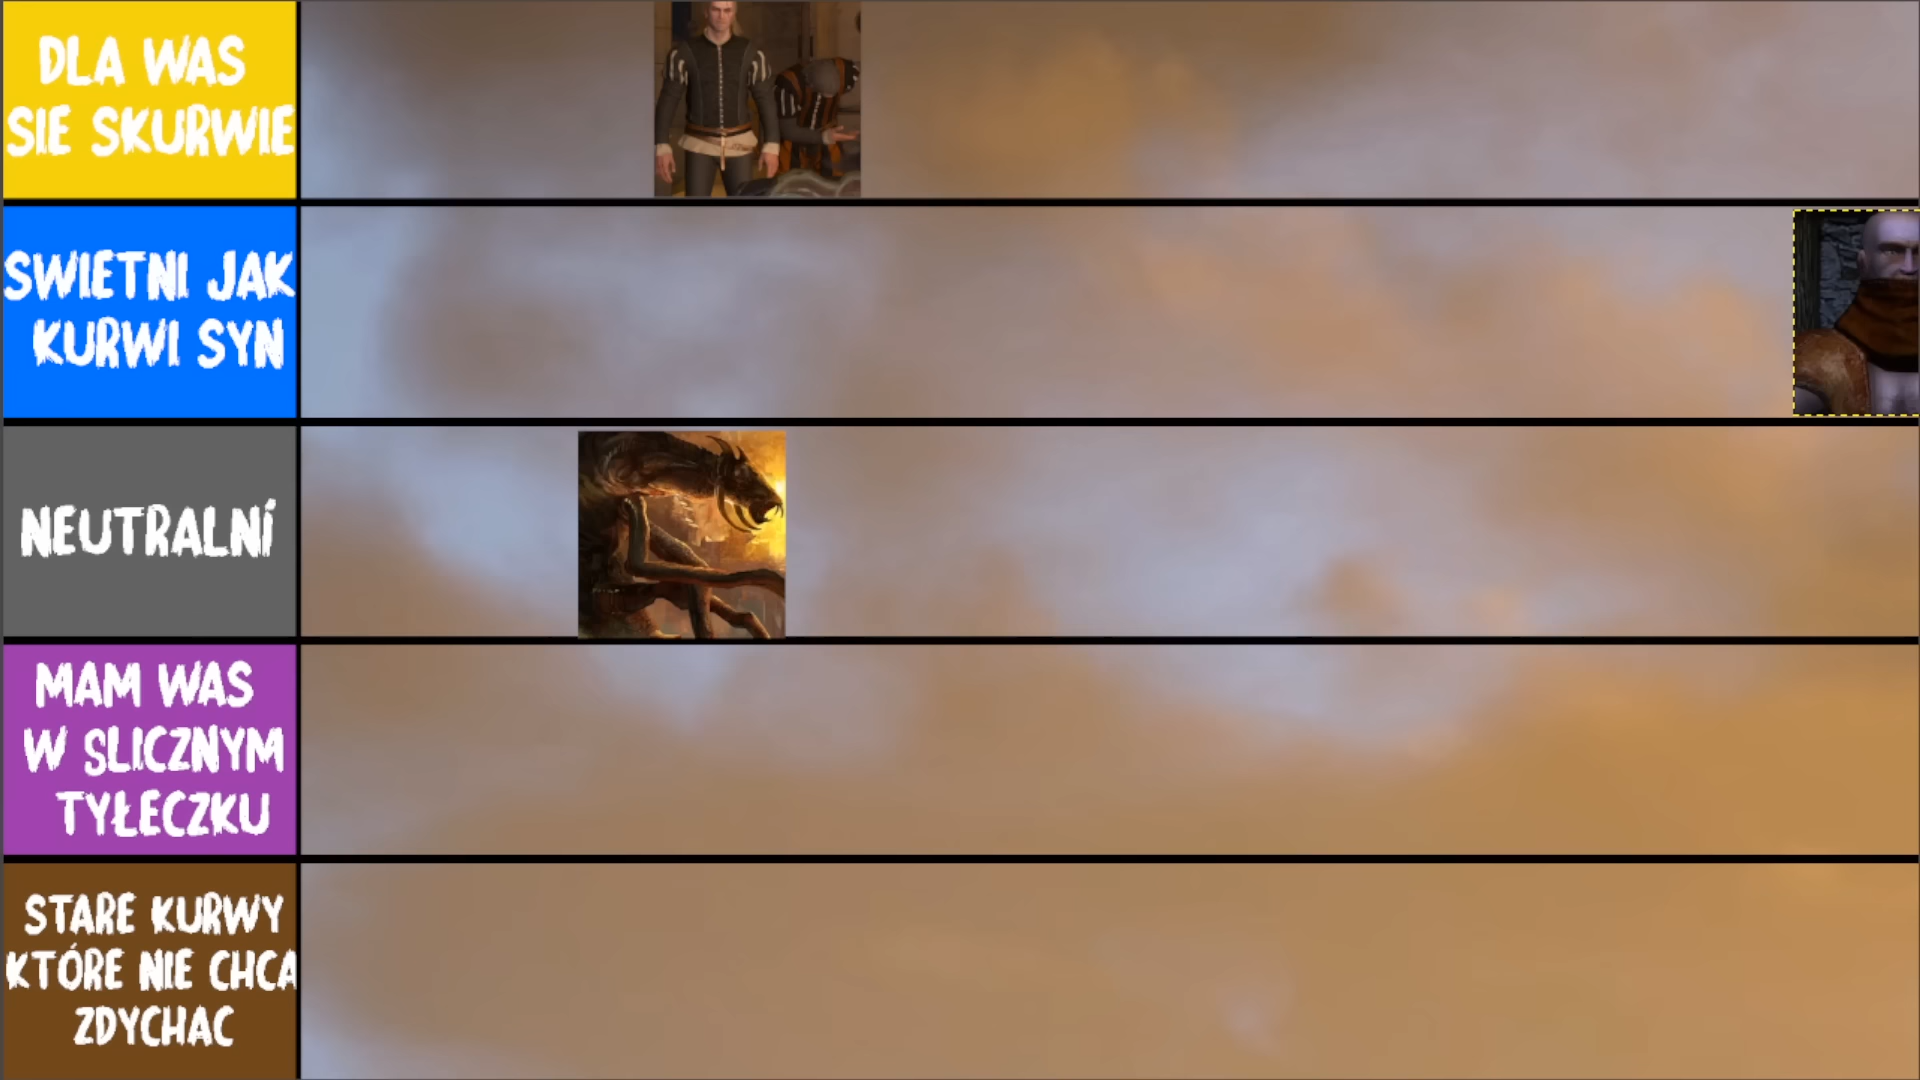 DLA WAS
SIE SKURWIE
SWIETNI JAK
KURWI SYN
NEUTRALNÍ
MAM WAS
W SLICZNYM
TYŁECZKU
STARE KURWY
KTÓRE NIE CHCA
ZDYCHAC